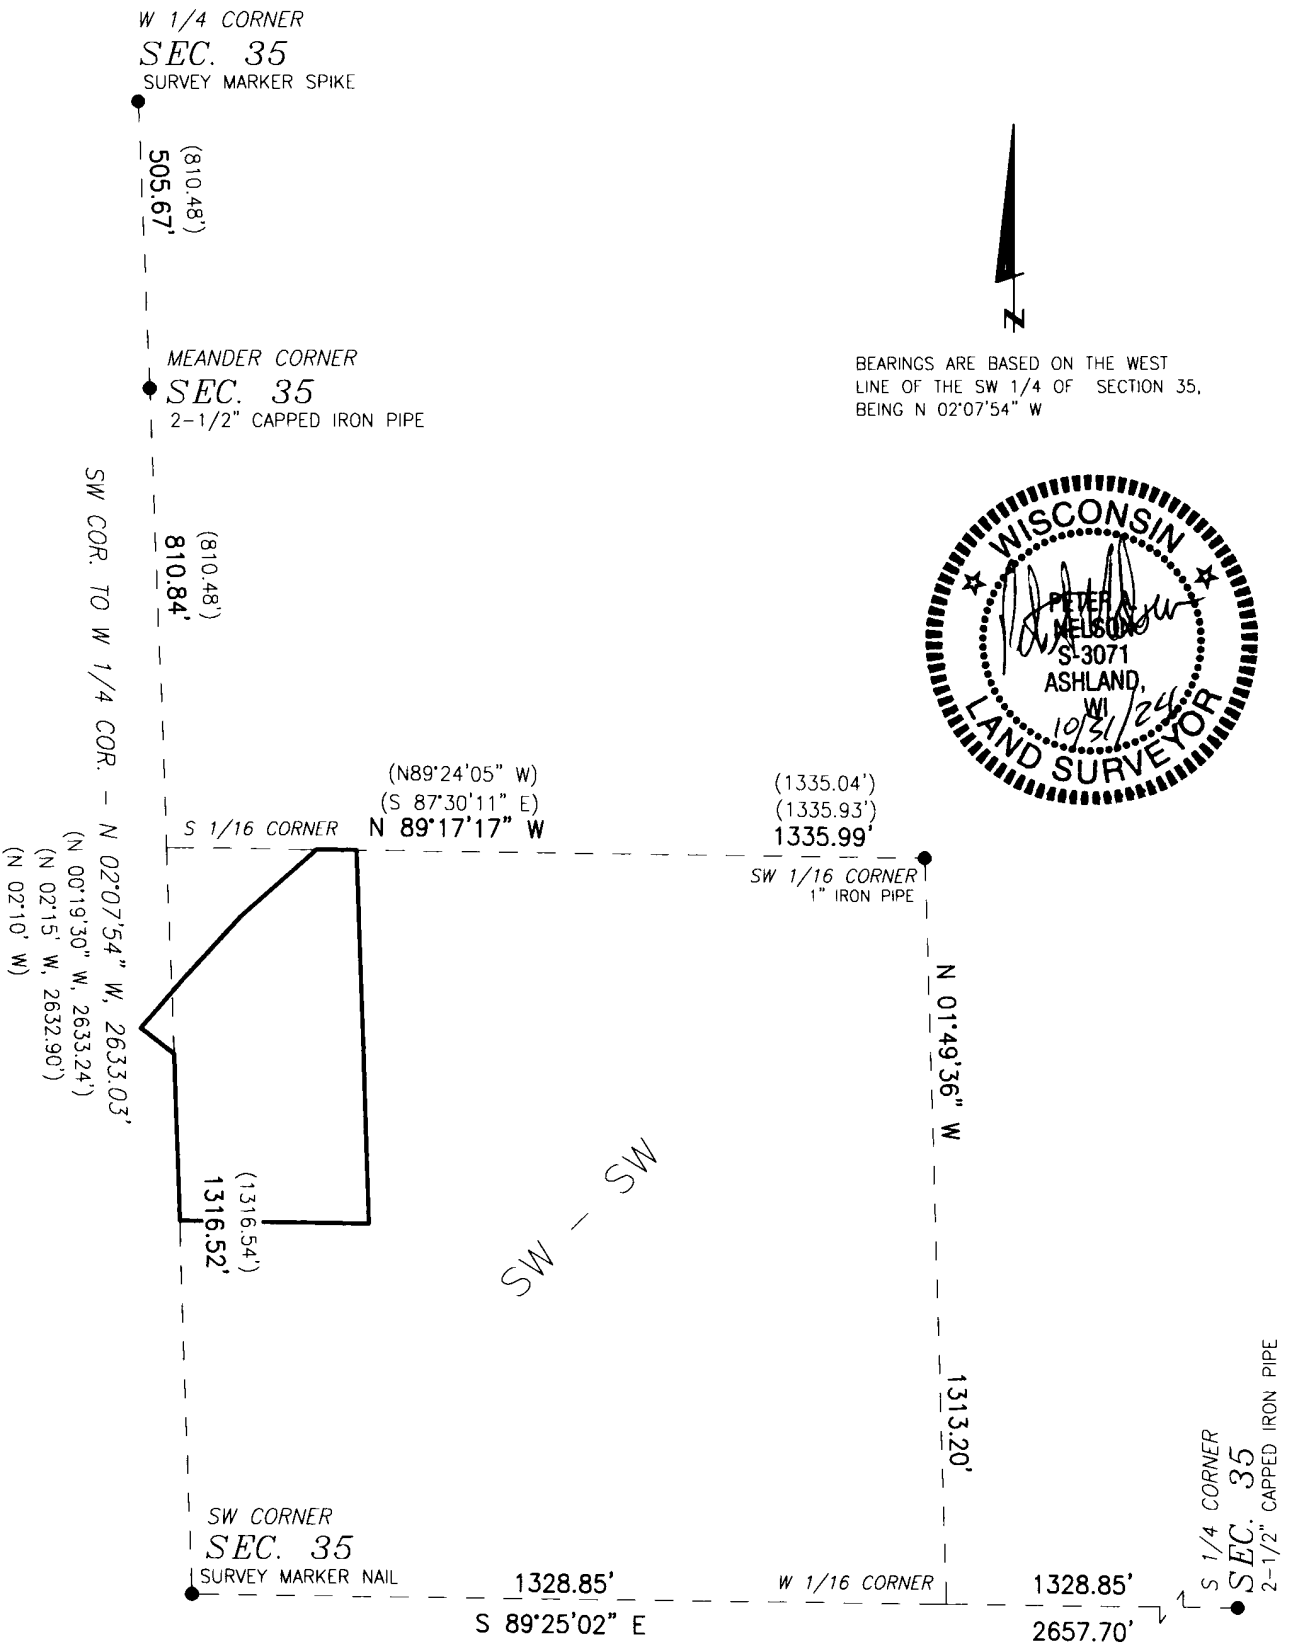 W 1/4 CORNER
SEC. 35
SURVEY MARKER SPIKE
(810.48')
505.67'
MEANDER CORNER
SEC. 35
2-1/2" CAPPED IRON PIPE
N
BEARINGS ARE BASED ON THE WEST
LINE OF THE SW 1/4 OF SECTION 35,
BEING N 02°07'54" W
WISCONSIN
PETER A.
NELSON
S-3071
ASHLAND,
WI
10/31/24
LAND SURVEYOR
(810.48')
810.84'
SW COR. TO W 1/4 COR. - N 02°07'54" W, 2633.03'
(N 00°19'30" W, 2633.24')
(N 02°15' W, 2632.90')
(N 02°10' W)
(N89°24'05" W)
(S 87°30'11" E)
N 89°17'17" W
S 1/16 CORNER
(1335.04')
(1335.93')
1335.99'
SW 1/16 CORNER
1" IRON PIPE
N 01°49'36" W
1313.20'
SW - SW
(1316.54')
1316.52'
SW CORNER
SEC. 35
SURVEY MARKER NAIL
1328.85'
S 89°25'02" E
W 1/16 CORNER
1328.85'
2657.70'
S 1/4 CORNER
SEC. 35
2-1/2" CAPPED IRON PIPE